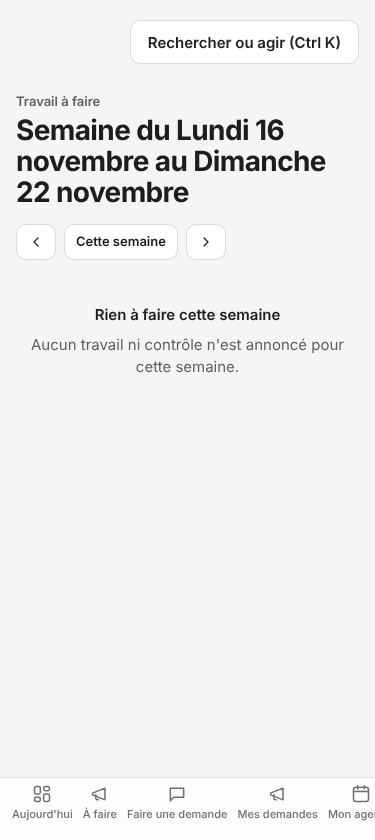 Rechercher ou agir (Ctrl K)
Travail à faire
Semaine du Lundi 16
novembre au Dimanche
22 novembre
Cette semaine
Rien à faire cette semaine
Aucun travail ni contrôle n'est annoncé pour
cette semaine.
Aujourd'hui
À faire
Faire une demande
Mes demandes
Mon age